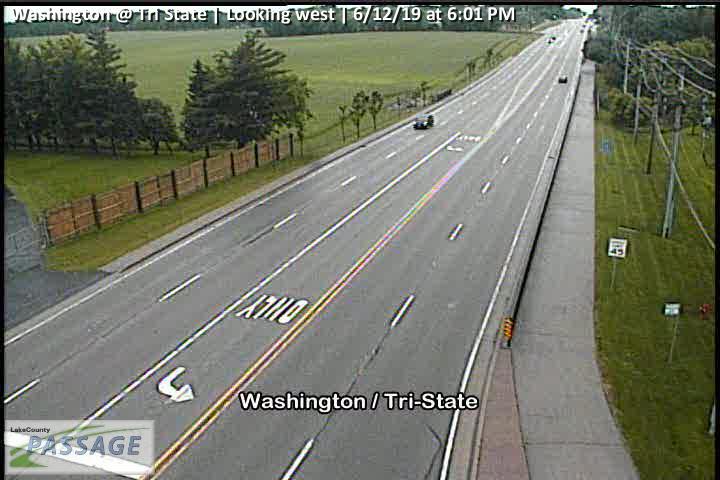 Washington @ Tri State | Looking west | 6/12/19 at 6:01 PM
45
ONLY
Washington / Tri-State
LakeCounty
PASSAGE